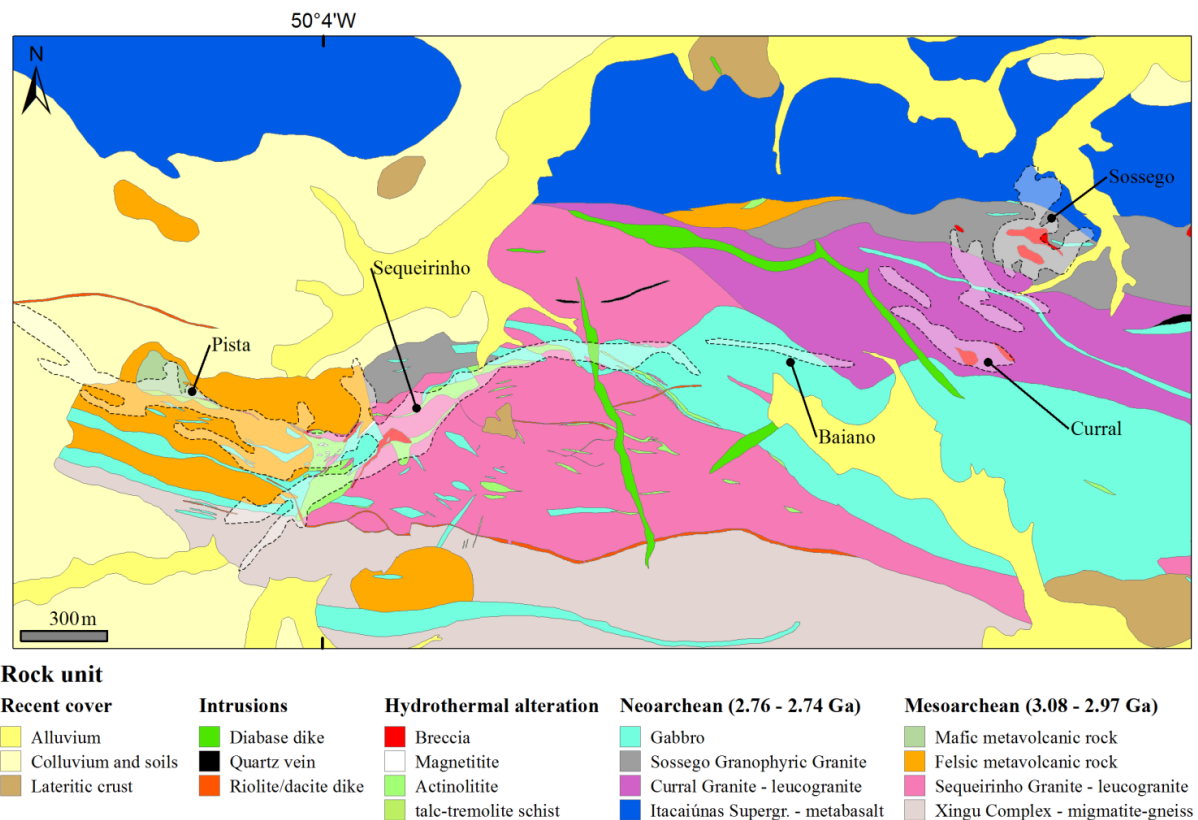 50°4'W
N
Sossego
Sequeirinho
Pista
Baiano
Curral
300 m
Rock unit
Recent cover
Alluvium
Colluvium and soils
Lateritic crust
Intrusions
Diabase dike
Quartz vein
Riolite/dacite dike
Hydrothermal alteration
Breccia
Magnetitite
Actinolitite
talc-tremolite schist
Neoarchean (2.76 - 2.74 Ga)
Gabbro
Sossego Granophyric Granite
Curral Granite - leucogranite
Itacaiúnas Supergr. - metabasalt
Mesoarchean (3.08 - 2.97 Ga)
Mafic metavolcanic rock
Felsic metavolcanic rock
Sequeirinho Granite - leucogranite
Xingu Complex - migmatite-gneiss